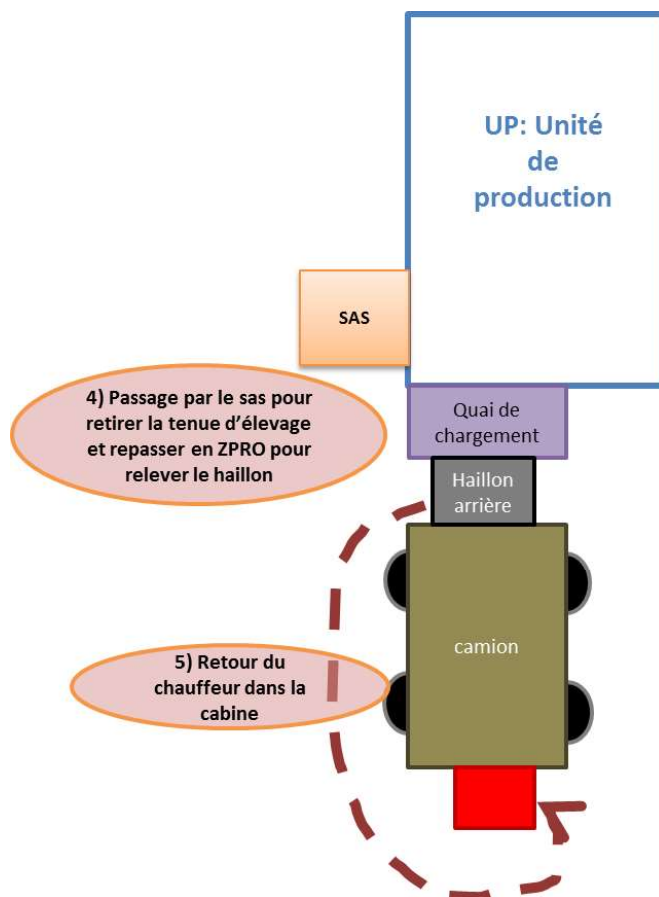 UP: Unité
de
production
SAS
4) Passage par le sas pour
retirer la tenue d’élevage
et repasser en ZPRO pour
relever le haillon
Quai de
chargement
Haillon
arrière
camion
5) Retour du
chauffeur dans la
cabine